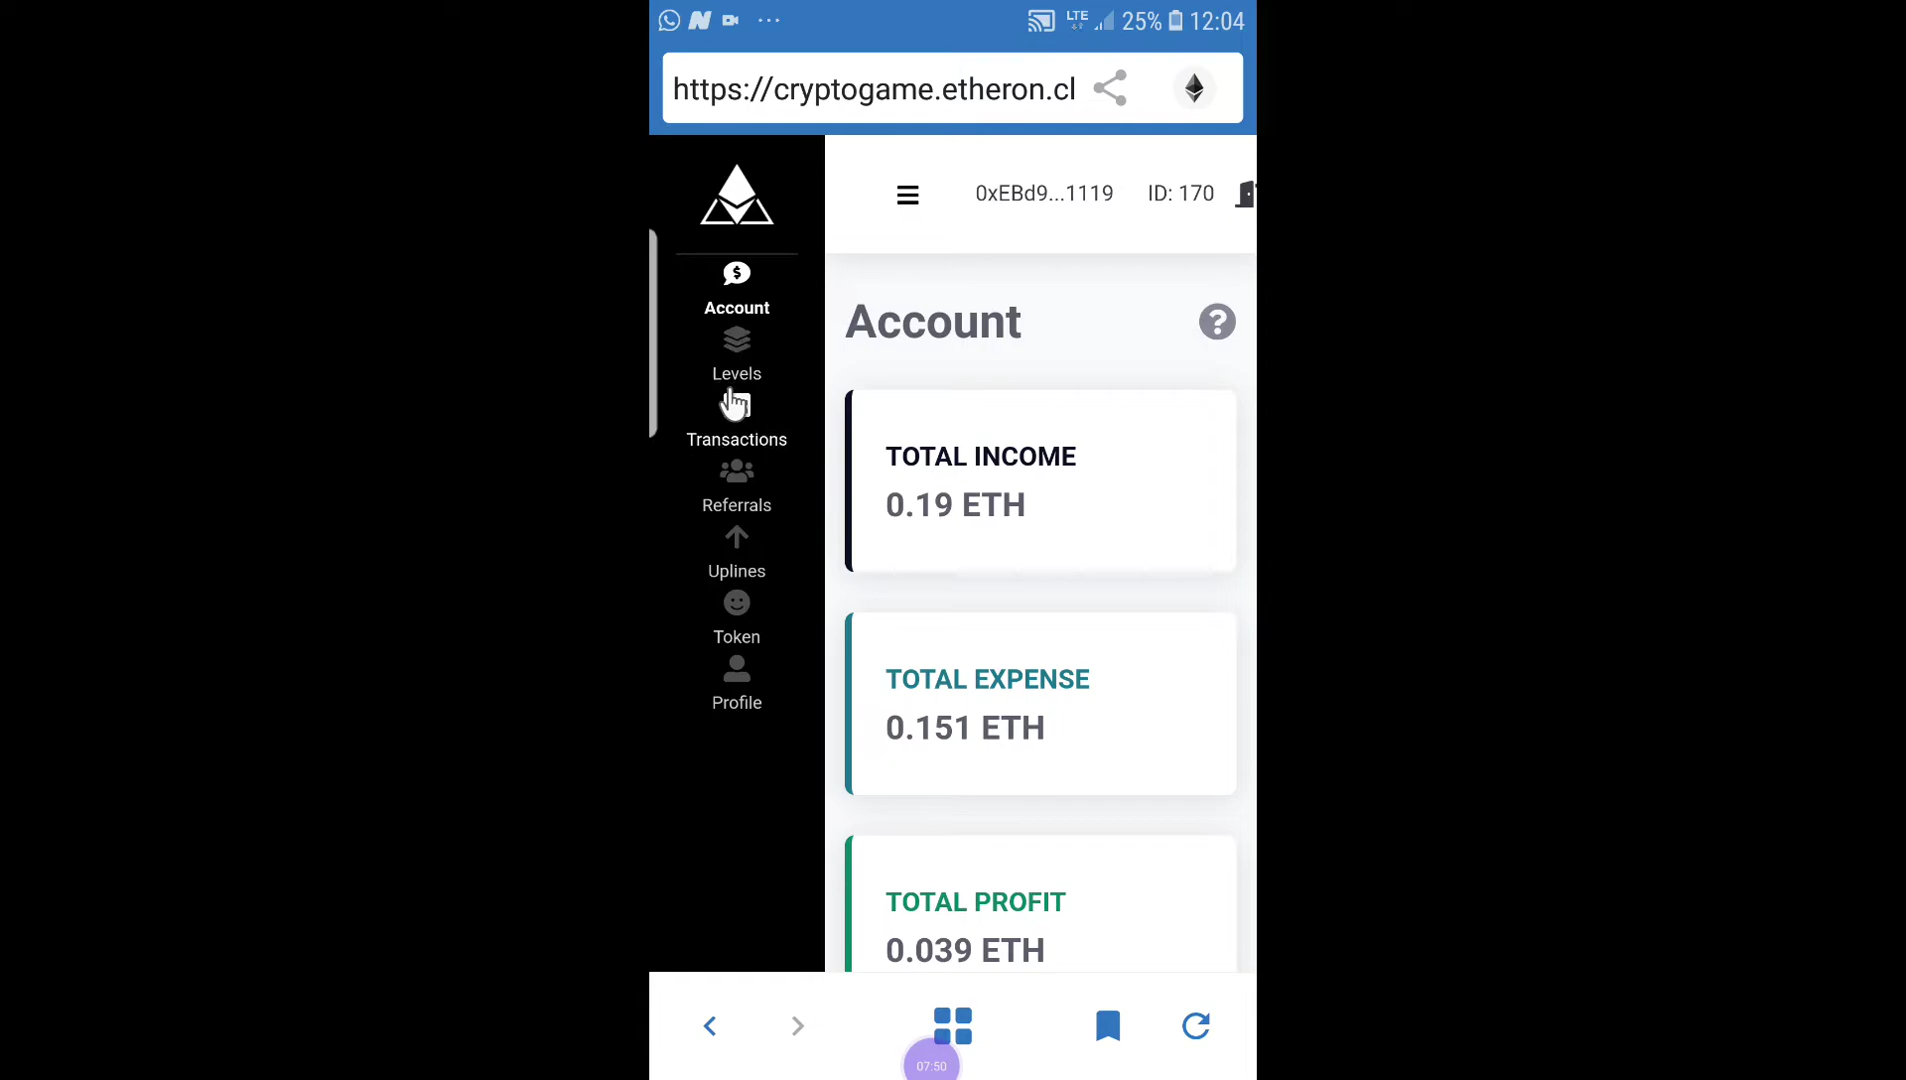 LTE 25% 12:04
https://cryptogame.etheron.cl
0xEBd9...1119 ID: 170
Account
Levels
Transactions
Referrals
Uplines
Token
Profile
Account
TOTAL INCOME
0.19 ETH
TOTAL EXPENSE
0.151 ETH
TOTAL PROFIT
0.039 ETH
07:50